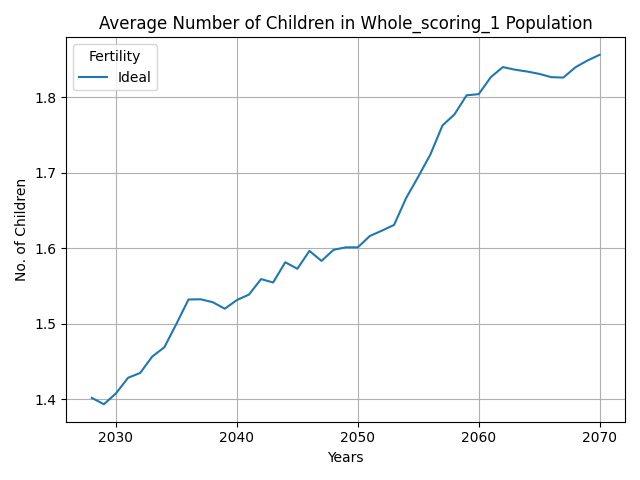 Average Number of Children in Whole_scoring_1 Population
Fertility
Ideal
No. of Children
1.8
1.7
1.6
1.5
1.4
2030 2040 2050 2060 2070
Years